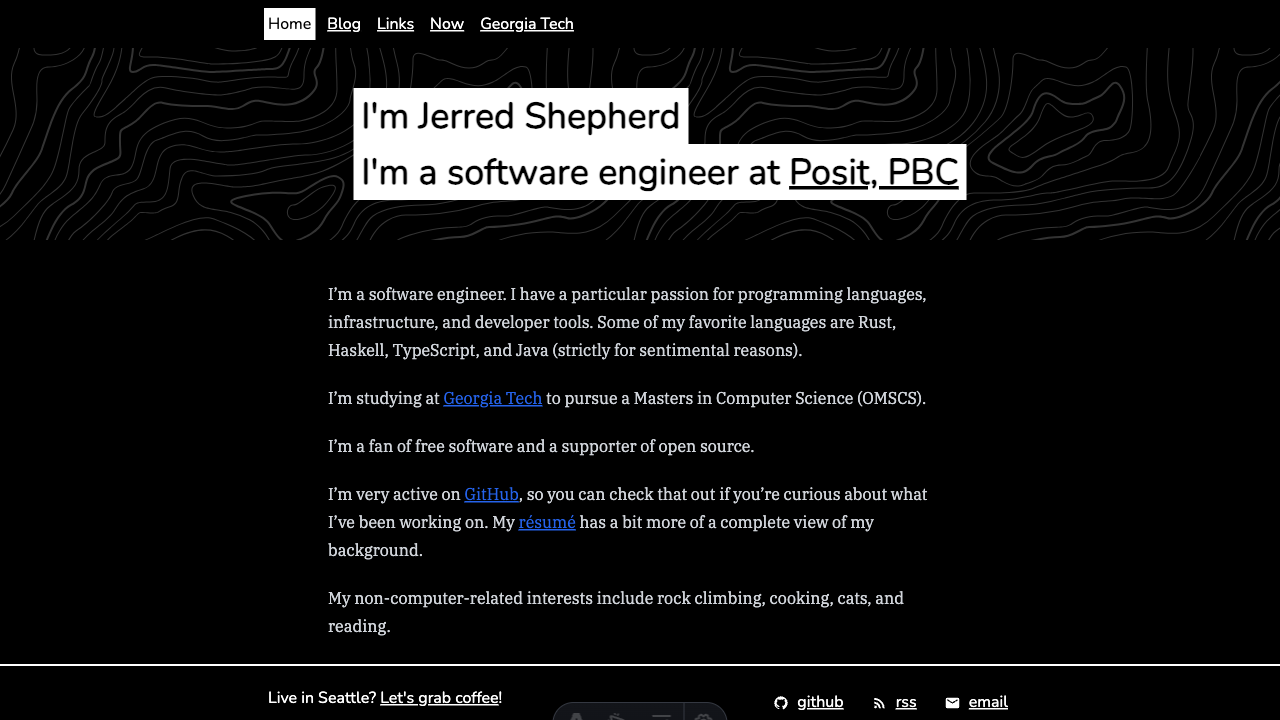 Home Blog Links Now Georgia Tech
I'm Jerred Shepherd
I'm a software engineer at Posit, PBC
I’m a software engineer. I have a particular passion for programming languages,
infrastructure, and developer tools. Some of my favorite languages are Rust,
Haskell, TypeScript, and Java (strictly for sentimental reasons).
I’m studying at Georgia Tech to pursue a Masters in Computer Science (OMSCS).
I’m a fan of free software and a supporter of open source.
I’m very active on GitHub, so you can check that out if you’re curious about what
I’ve been working on. My résumé has a bit more of a complete view of my
background.
My non-computer-related interests include rock climbing, cooking, cats, and
reading.
Live in Seattle? Let's grab coffee! github rss email